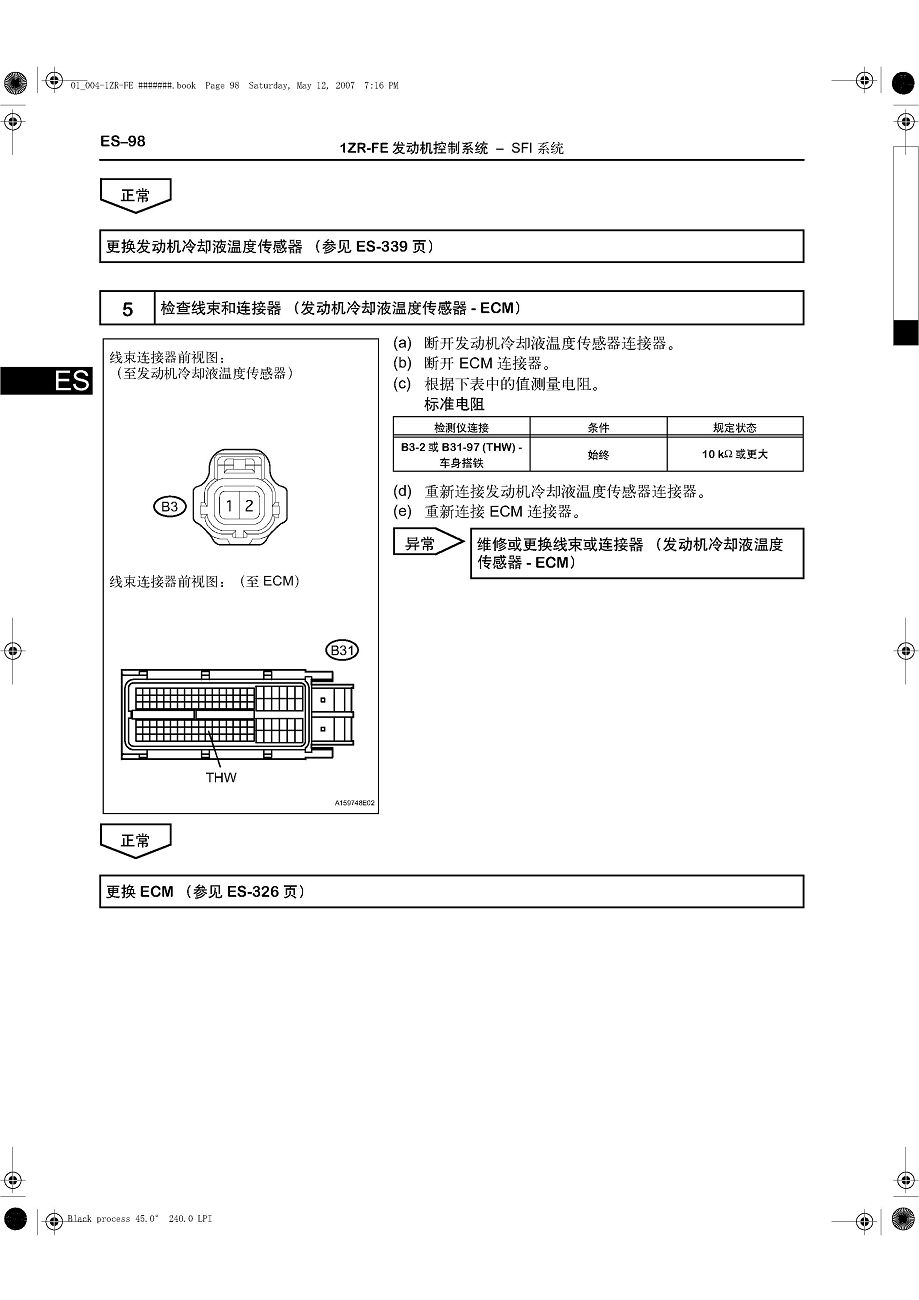 01_004-1ZR-FE #######.book Page 98 Saturday, May 12, 2007 7:16 PM
ES–98
1ZR-FE 发动机控制系统 – SFI 系统
正常
更换发动机冷却液温度传感器 （参见 ES-339 页）
5 检查线束和连接器 （发动机冷却液温度传感器 - ECM）
ES
线束连接器前视图：
（至发动机冷却液温度传感器）
B3
1 2
线束连接器前视图： （至 ECM）
B31
THW
A159748E02
(a) 断开发动机冷却液温度传感器连接器。
(b) 断开 ECM 连接器。
(c) 根据下表中的值测量电阻。
标准电阻
检测仪连接 条件 规定状态
B3-2 或 B31-97 (THW) -
车身搭铁 始终 10 kΩ 或更大
(d) 重新连接发动机冷却液温度传感器连接器。
(e) 重新连接 ECM 连接器。
异常
维修或更换线束或连接器 （发动机冷却液温度
传感器 - ECM）
正常
更换 ECM （参见 ES-326 页）
Black process 45.0° 240.0 LPI